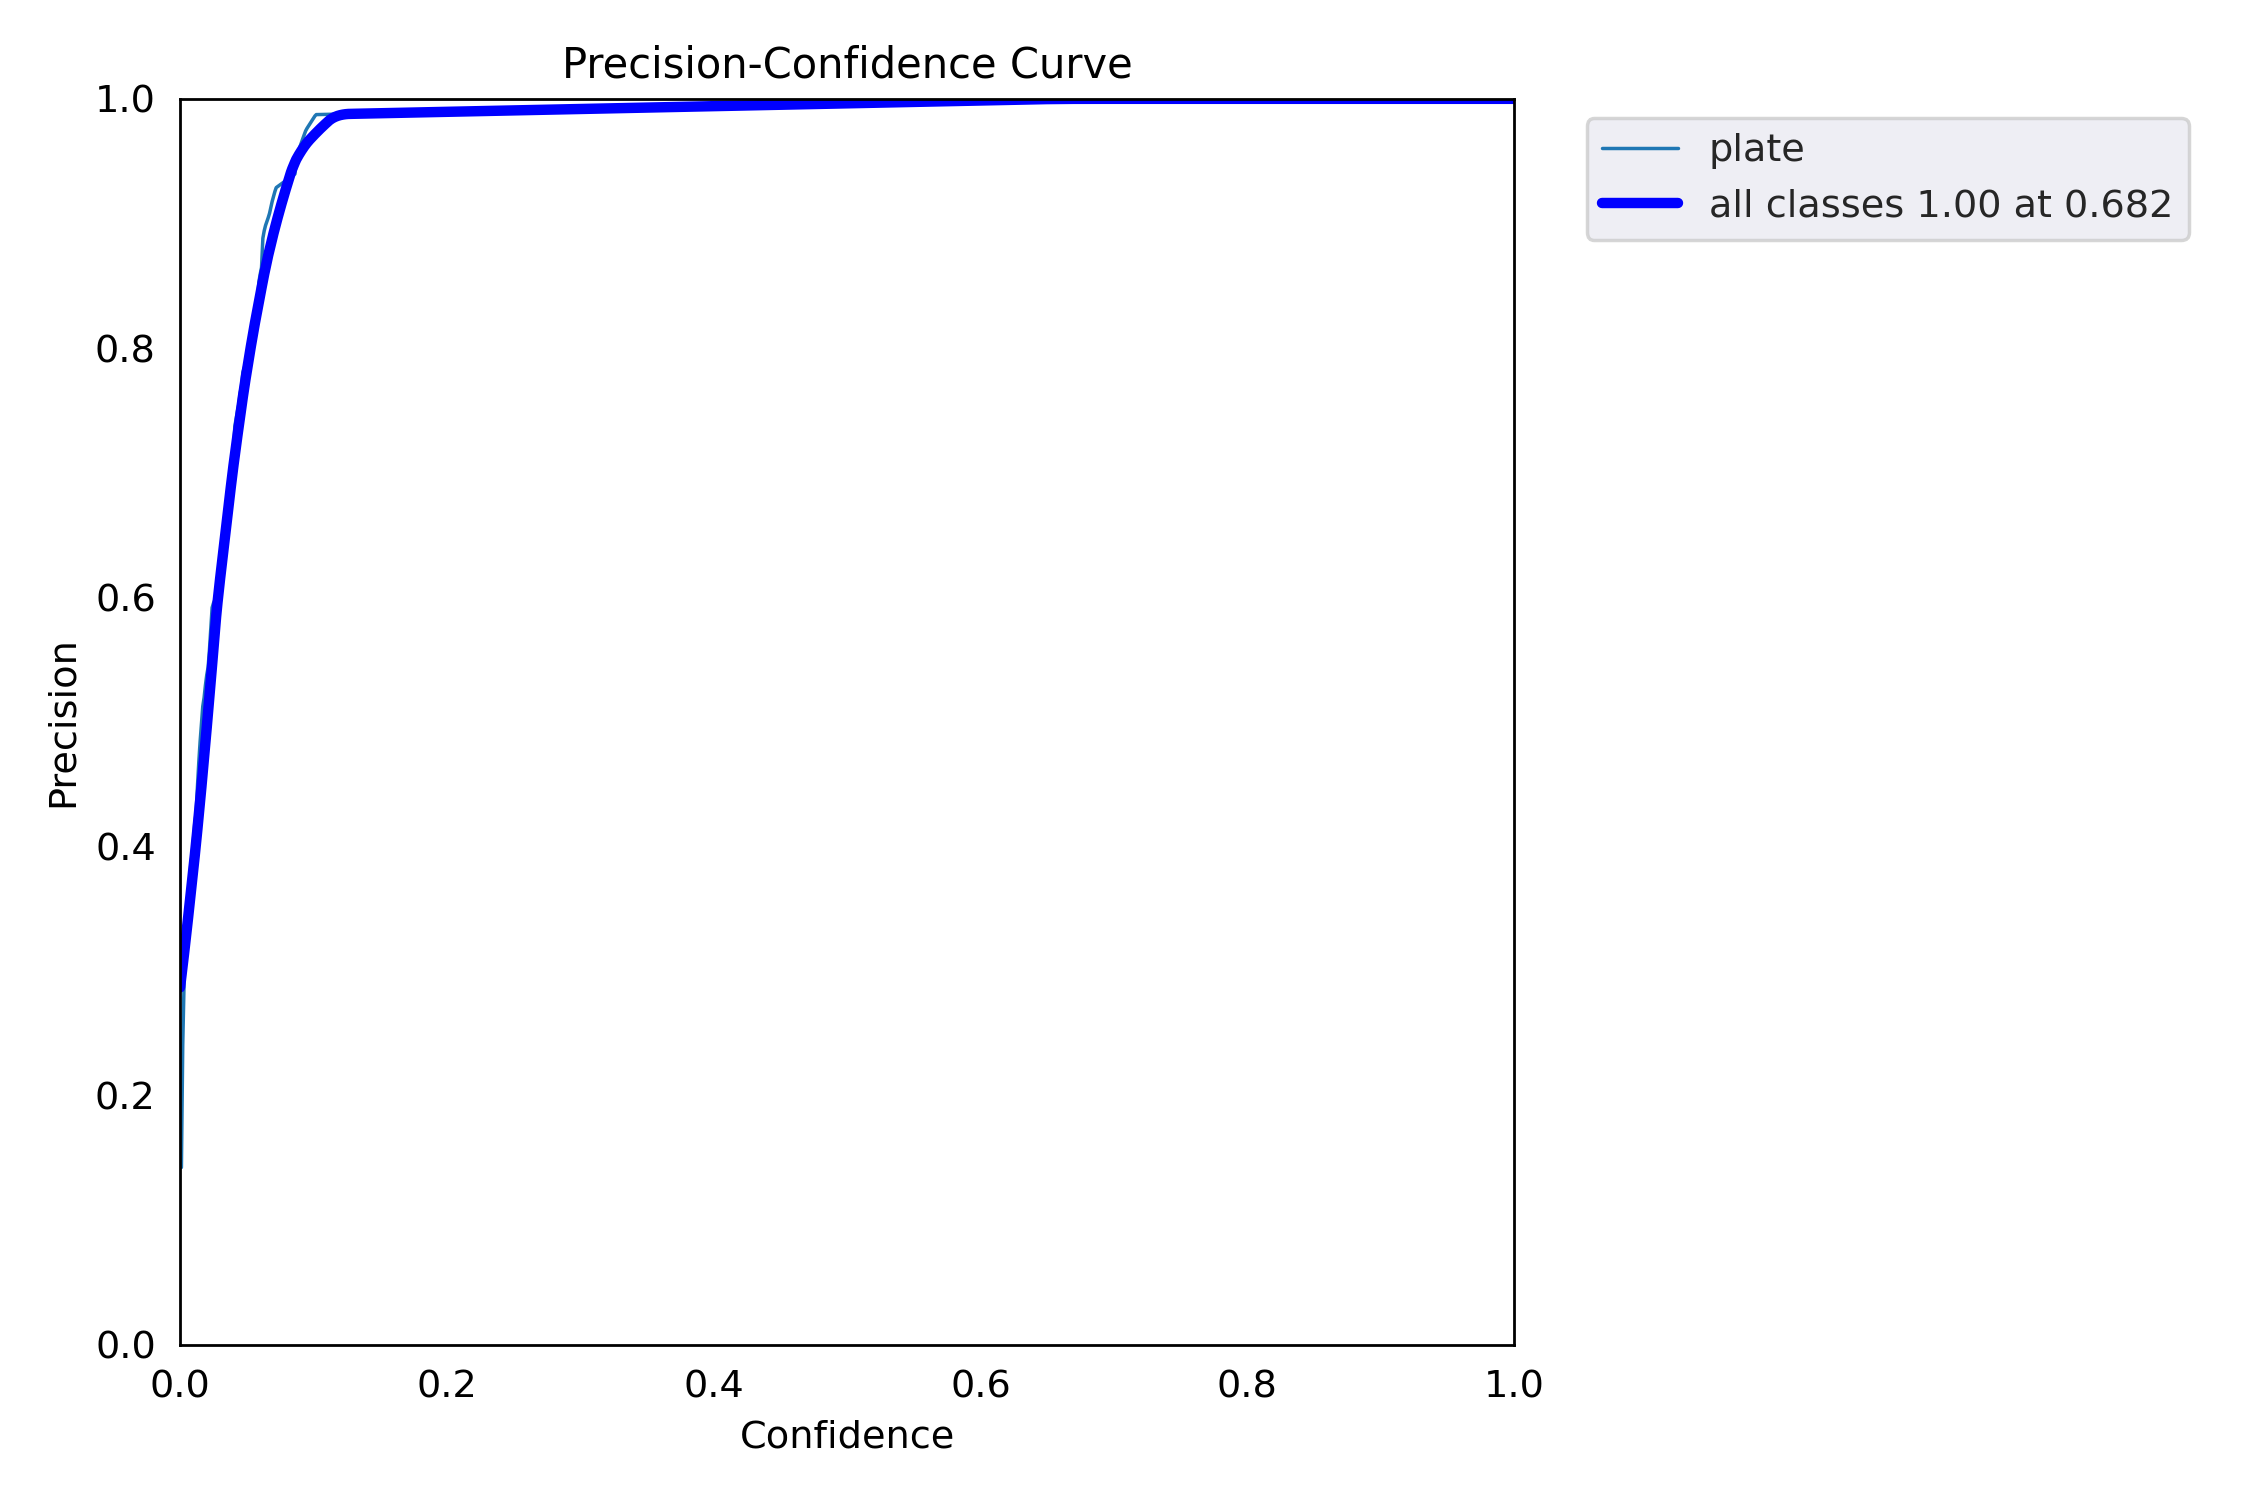 Precision-Confidence Curve
1.0
0.8
0.6
0.4
0.2
0.0
Precision
0.0 0.2 0.4 0.6 0.8 1.0
Confidence
plate
all classes 1.00 at 0.682